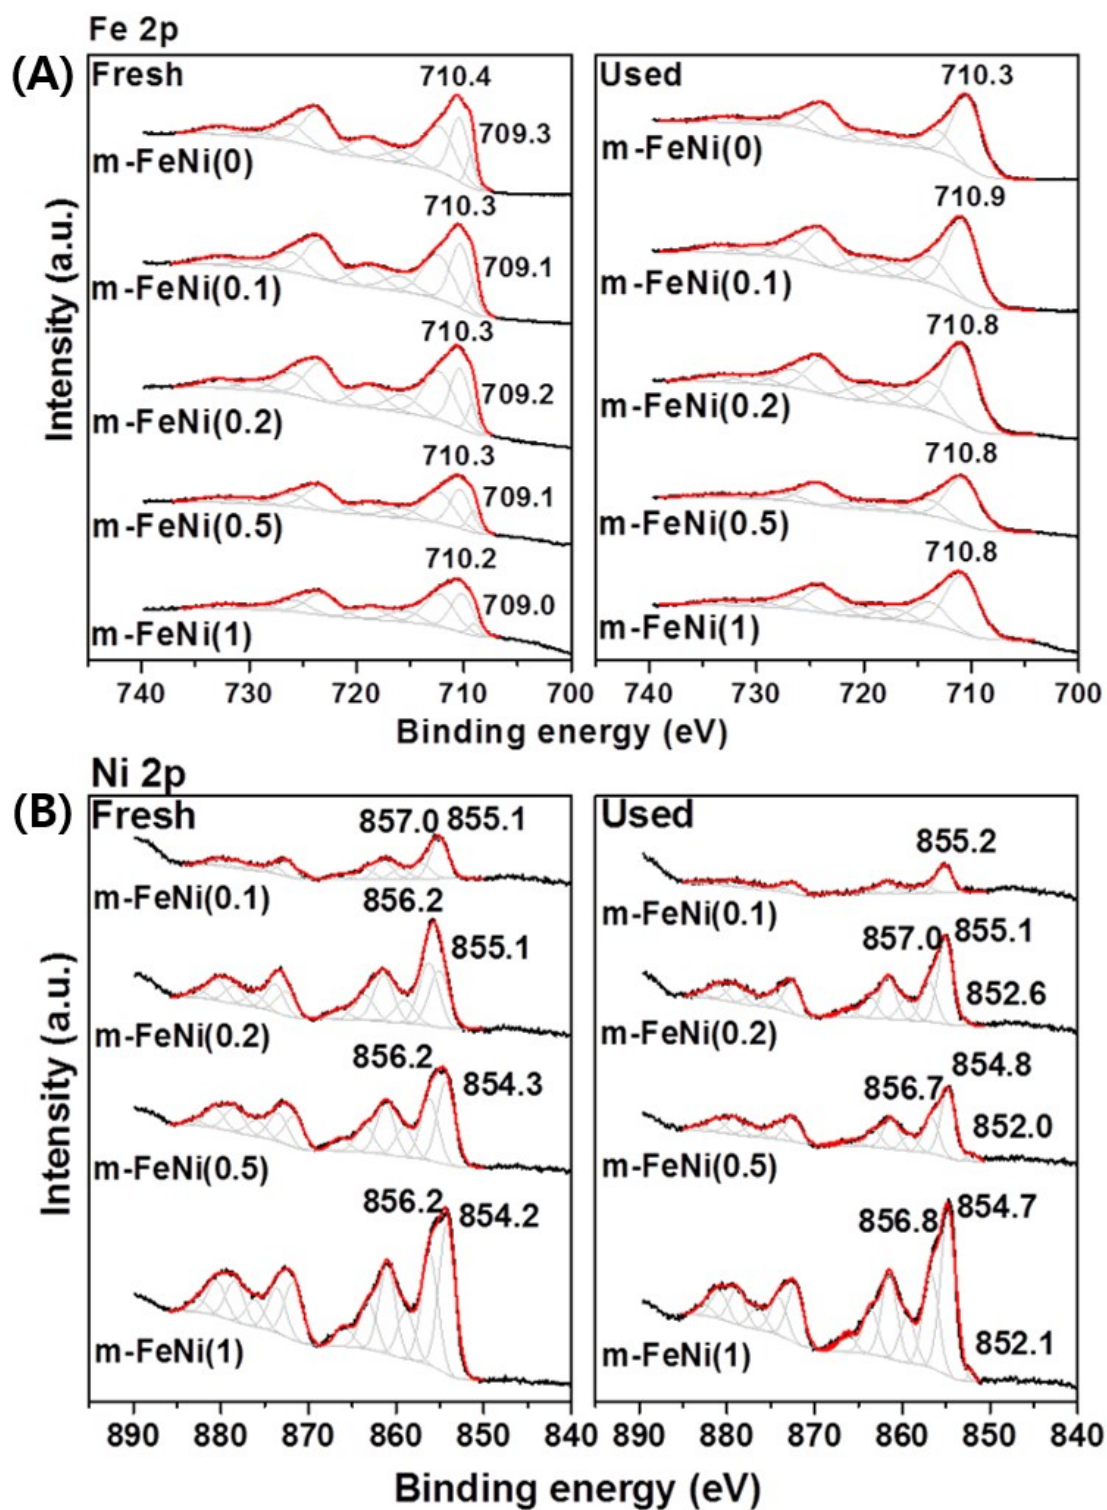 Fe 2p
(A)
Fresh
710.4
709.3
m-FeNi(0)
710.3
709.1
m-FeNi(0.1)
710.3
709.2
m-FeNi(0.2)
710.3
709.1
m-FeNi(0.5)
710.2
709.0
m-FeNi(1)
Used
710.3
m-FeNi(0)
710.9
m-FeNi(0.1)
710.8
m-FeNi(0.2)
710.8
m-FeNi(0.5)
710.8
m-FeNi(1)
Intensity (a.u.)
740 730 720 710 700
740 730 720 710 700
Binding energy (eV)
Ni 2p
(B)
Fresh
857.0 855.1
m-FeNi(0.1)
856.2
855.1
m-FeNi(0.2)
856.2
854.3
m-FeNi(0.5)
856.2
854.2
m-FeNi(1)
Used
855.2
m-FeNi(0.1)
857.0 855.1
852.6
m-FeNi(0.2)
854.8
856.7
852.0
m-FeNi(0.5)
854.7
856.8
852.1
m-FeNi(1)
Intensity (a.u.)
890 880 870 860 850 840
890 880 870 860 850 840
Binding energy (eV)